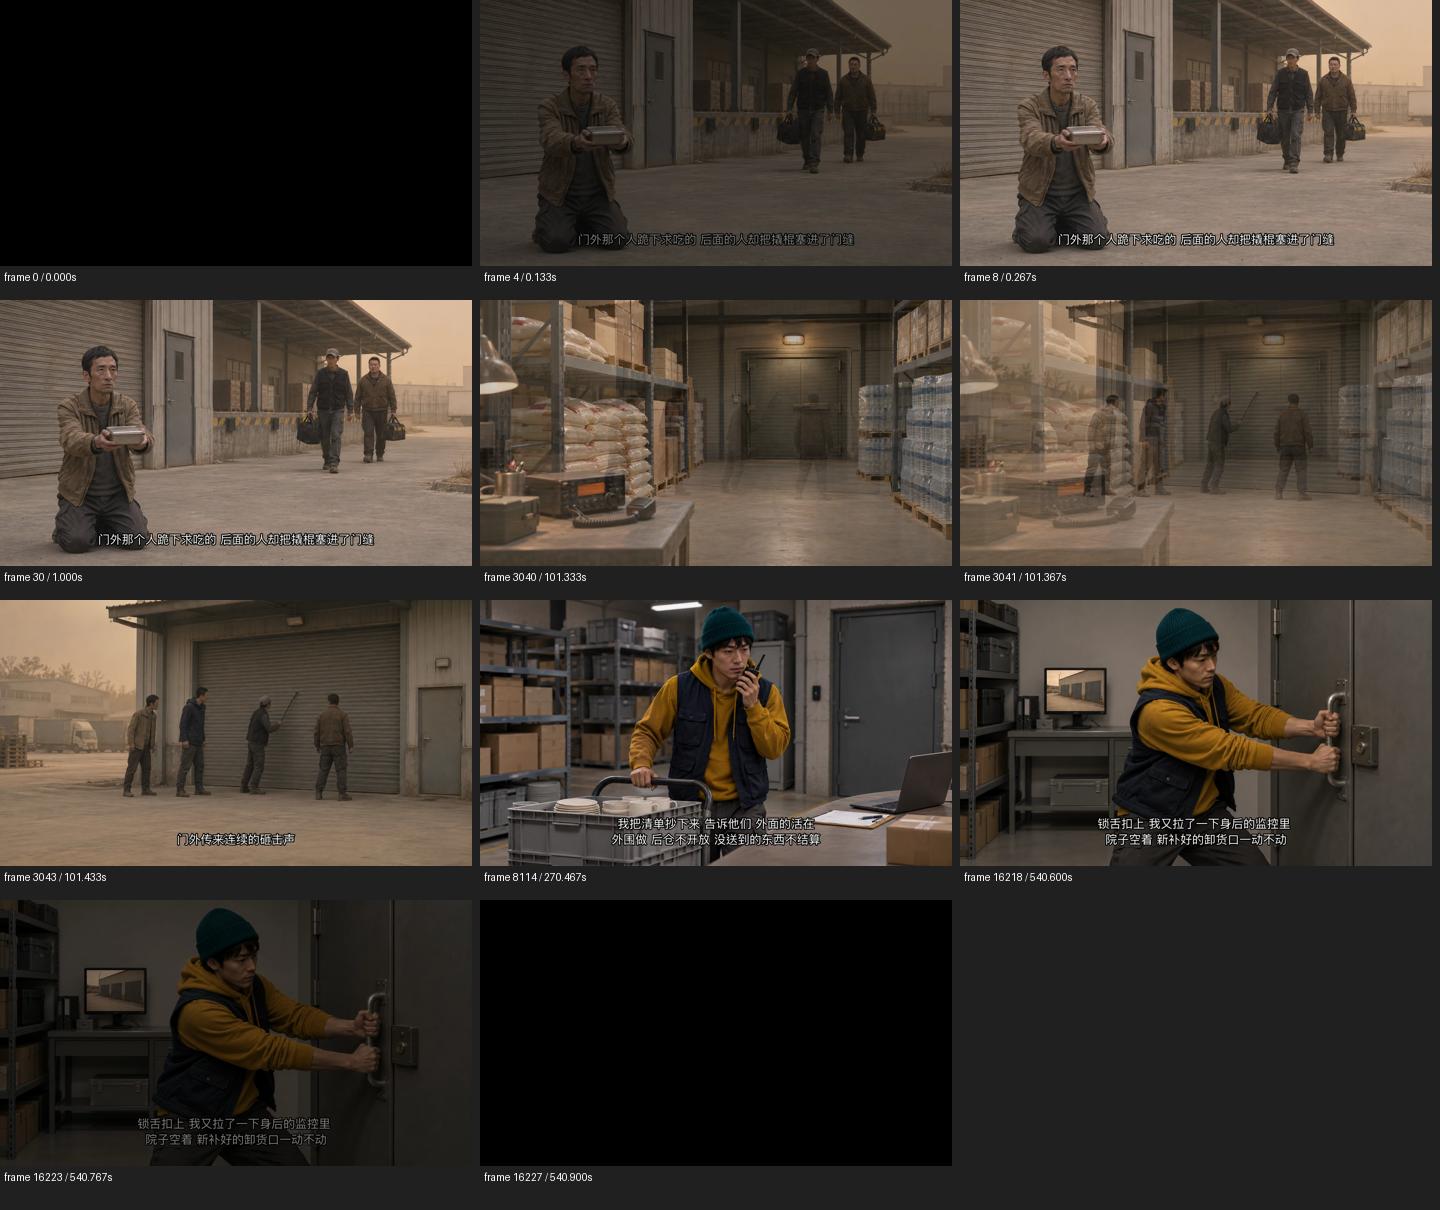 frame 0 / 0.000s
门外那个人跪下求吃的 后面的人却把撬棍塞进了门缝
frame 4 / 0.133s
门外那个人跪下求吃的 后面的人却把撬棍塞进了门缝
frame 8 / 0.267s
门外那个人跪下求吃的 后面的人却把撬棍塞进了门缝
frame 30 / 1.000s
frame 3040 / 101.333s
frame 3041 / 101.367s
门外传来连续的砸击声
frame 3043 / 101.433s
我把清单抄下来 告诉他们 外面的活在
外围做 后仓不开放 没送到的东西不结算
frame 8114 / 270.467s
锁舌扣上 我又拉了一下身后的监控里
院子空着 新补好的卸货口一动不动
frame 16218 / 540.600s
锁舌扣上 我又拉了一下身后的监控里
院子空着 新补好的卸货口一动不动
frame 16223 / 540.767s
frame 16227 / 540.900s